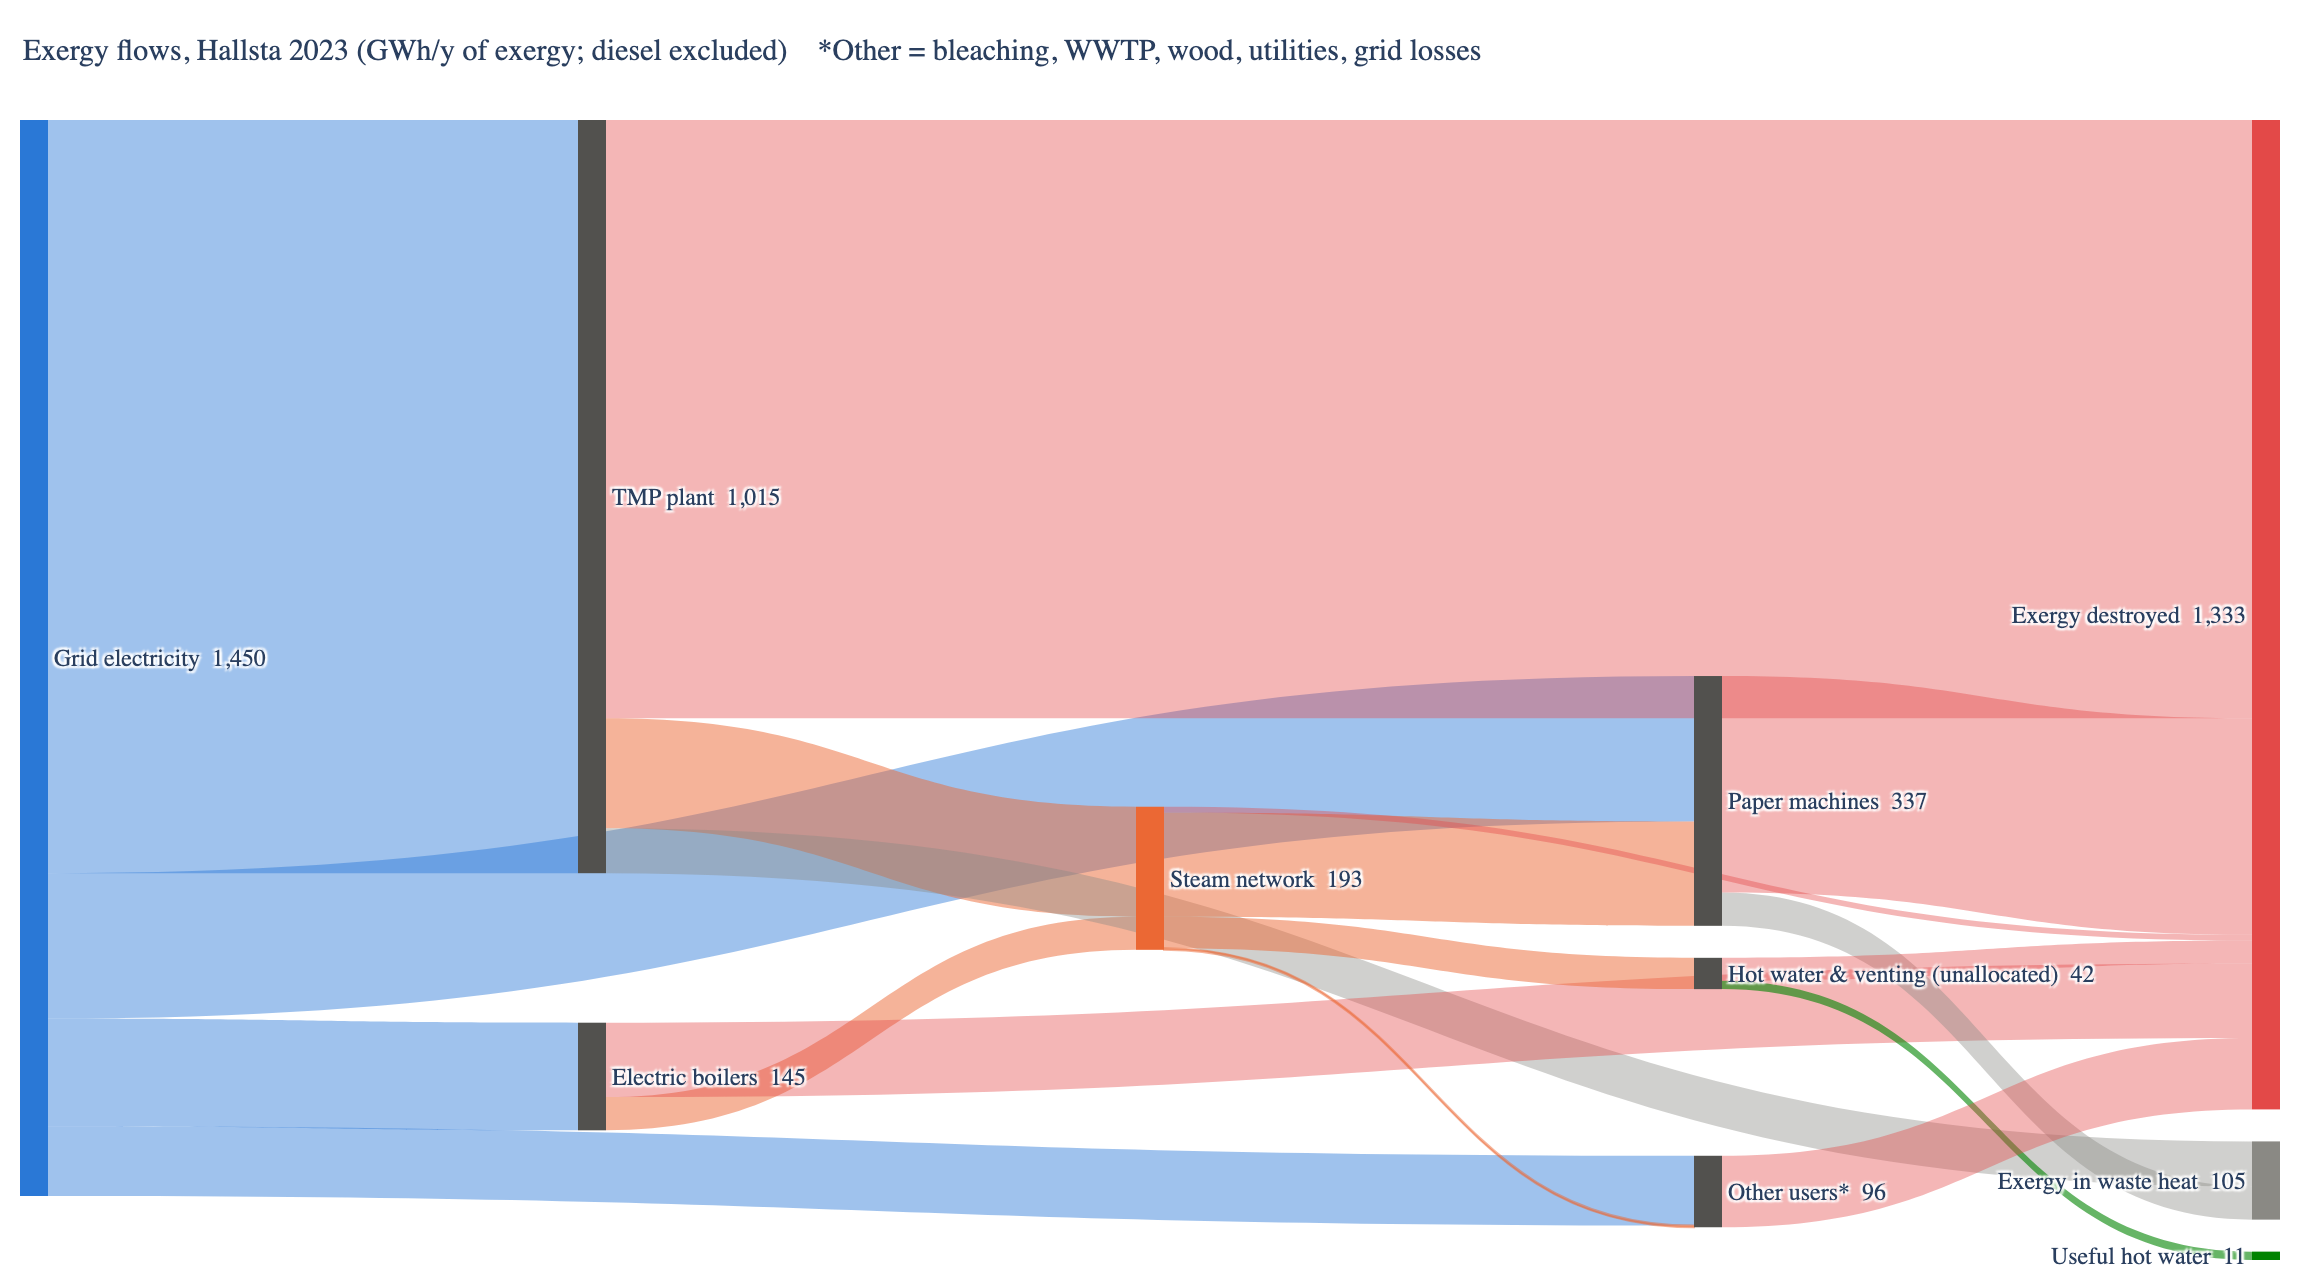 Exergy flows, Hallsta 2023 (GWh/y of exergy; diesel excluded)    *Other = bleaching, WWTP, wood, utilities, grid losses
TMP plant  1,015
Exergy destroyed  1,333
Grid electricity  1,450
Paper machines  337
Steam network  193
Hot water & venting (unallocated)  42
Electric boilers  145
Exergy in waste heat  105
Other users*  96
Useful hot water  11